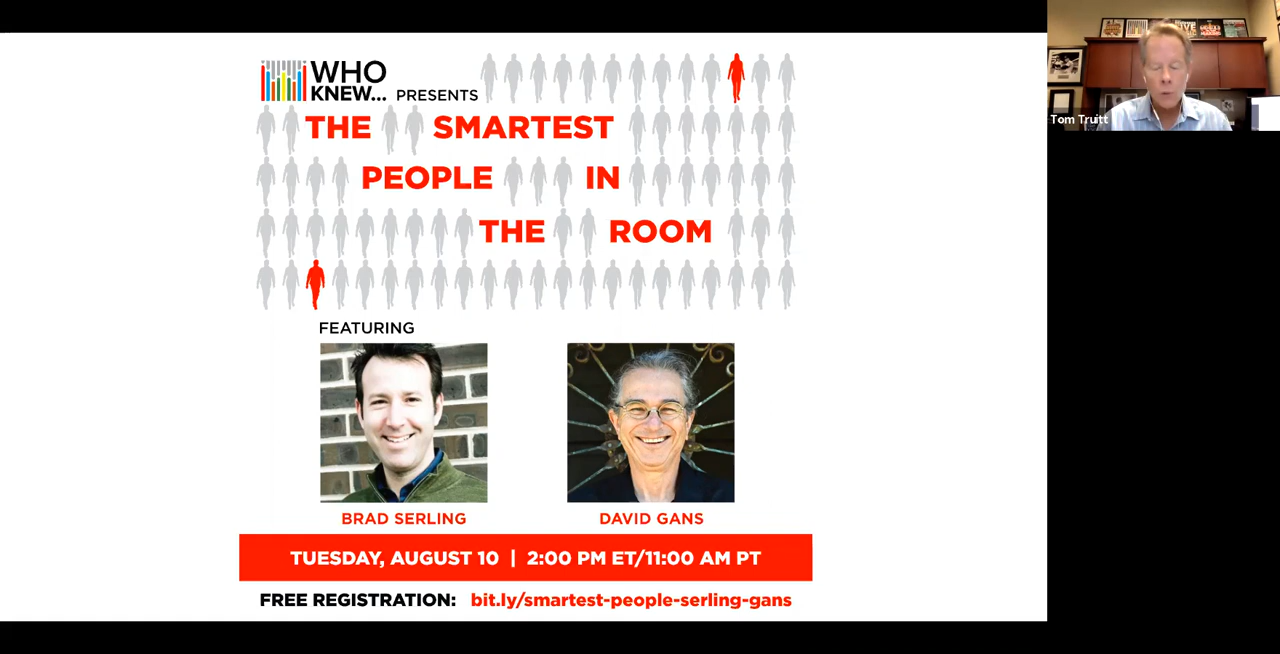 WHO
KNEW... PRESENTS
THE SMARTEST
PEOPLE IN
THE ROOM
FEATURING
BRAD SERLING
DAVID GANS
TUESDAY, AUGUST 10 | 2:00 PM ET/11:00 AM PT
FREE REGISTRATION: bit.ly/smartest-people-serling-gans
Tom Truitt